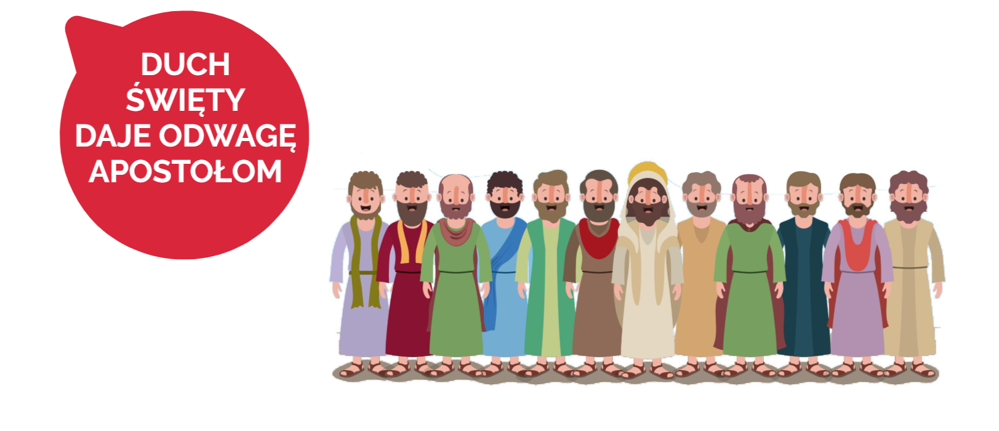 DUCH
ŚWIĘTY
DAJE ODWAGĘ
APOSTOŁOM